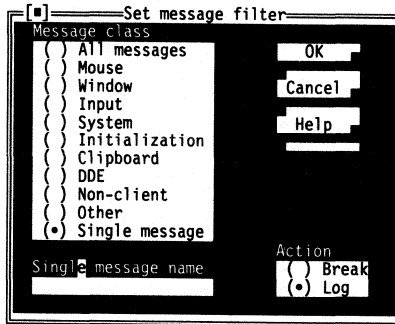 [■] Set message filter
Message class
( ) All messages
( ) Mouse
( ) Window
( ) Input
( ) System
( ) Initialization
( ) Clipboard
( ) DDE
( ) Non-client
( ) Other
(•) Single message
OK
Cancel
Help
Single message name
Action
( ) Break
(•) Log